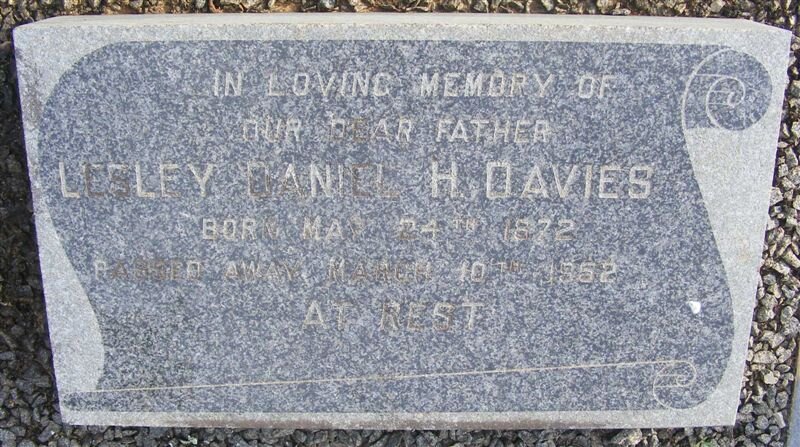 IN LOVING MEMORY OF
OUR DEAR FATHER
LESLEY DANIEL H. DAVIES
BORN MAY 24TH 1872
PASSED AWAY MARCH 10TH 1952
AT REST